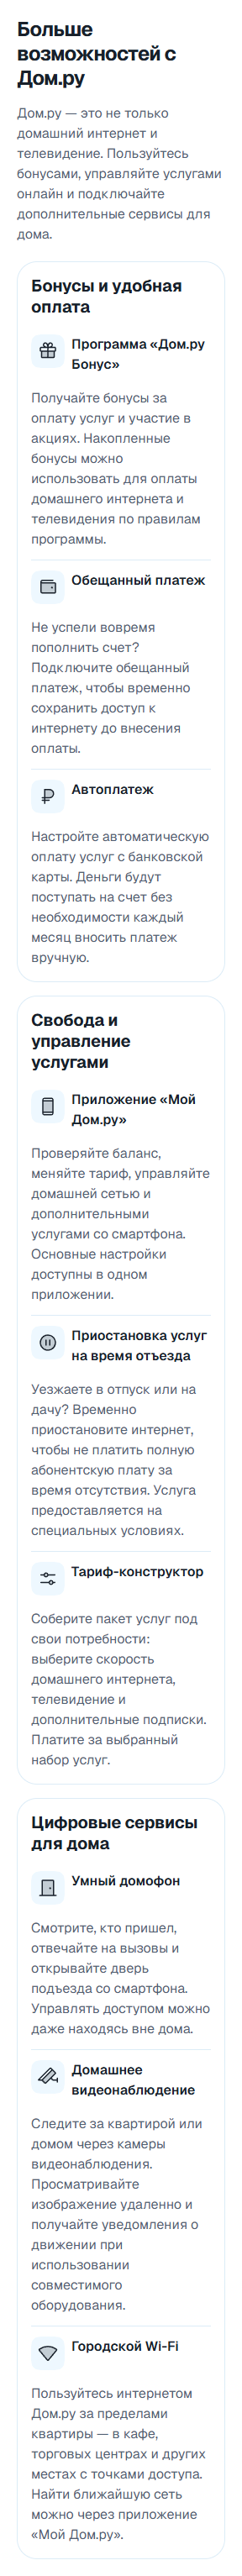 Больше
возможностей с
Дом.ру
Дом.ру — это не только
домашний интернет и
телевидение. Пользуйтесь
бонусами, управляйте услугами
онлайн и подключайте
дополнительные сервисы для
дома.
Бонусы и удобная
оплата
Программа «Дом.ру
Бонус»
Получайте бонусы за
оплату услуг и участие в
акциях. Накопленные
бонусы можно
использовать для оплаты
домашнего интернета и
телевидения по правилам
программы.
Обещанный платеж
Не успели вовремя
пополнить счет?
Подключите обещанный
платеж, чтобы временно
сохранить доступ к
интернету до внесения
оплаты.
Автоплатеж
Настройте автоматическую
оплату услуг с банковской
карты. Деньги будут
поступать на счет без
необходимости каждый
месяц вносить платеж
вручную.
Свобода и
управление
услугами
Приложение «Мой
Дом.ру»
Проверяйте баланс,
меняйте тариф, управляйте
домашней сетью и
дополнительными
услугами со смартфона.
Основные настройки
доступны в одном
приложении.
Приостановка услуг
на время отъезда
Уезжаете в отпуск или на
дачу? Временно
приостановите интернет,
чтобы не платить полную
абонентскую плату за
время отсутствия. Услуга
предоставляется на
специальных условиях.
Тариф-конструктор
Соберите пакет услуг под
свои потребности:
выберите скорость
домашнего интернета,
телевидение и
дополнительные подписки.
Платите за выбранный
набор услуг.
Цифровые сервисы
для дома
Умный домофон
Смотрите, кто пришел,
отвечайте на вызовы и
открывайте дверь
подъезда со смартфона.
Управлять доступом можно
даже находясь вне дома.
Домашнее
видеонаблюдение
Следите за квартирой или
домом через камеры
видеонаблюдения.
Просматривайте
изображение удаленно и
получайте уведомления о
движении при
использовании
совместимого
оборудования.
Городской Wi-Fi
Пользуйтесь интернетом
Дом.ру за пределами
квартиры — в кафе,
торговых центрах и других
местах с точками доступа.
Найти ближайшую сеть
можно через приложение
«Мой Дом.ру».